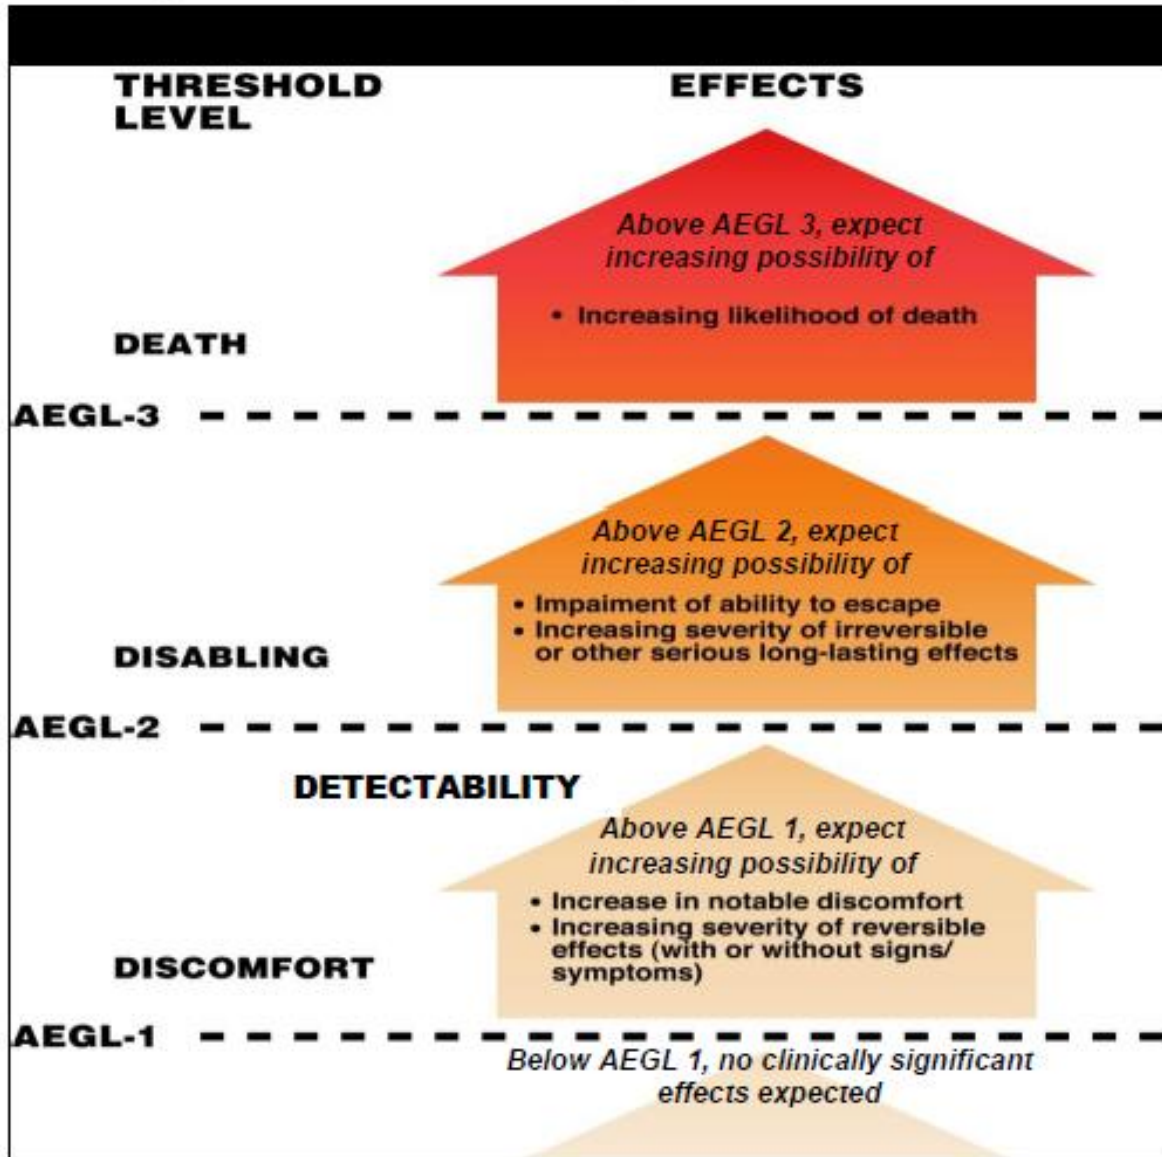 THRESHOLD
LEVEL
EFFECTS
Above AEGL 3, expect
increasing possibility of
• Increasing likelihood of death
DEATH
AEGL-3
Above AEGL 2, expect
increasing possibility of
• Impaiment of ability to escape
• Increasing severity of irreversible
or other serious long-lasting effects
DISABLING
AEGL-2
DETECTABILITY
Above AEGL 1, expect
increasing possibility of
• Increase in notable discomfort
• Increasing severity of reversible
effects (with or without signs/
symptoms)
DISCOMFORT
AEGL-1
Below AEGL 1, no clinically significant
effects expected